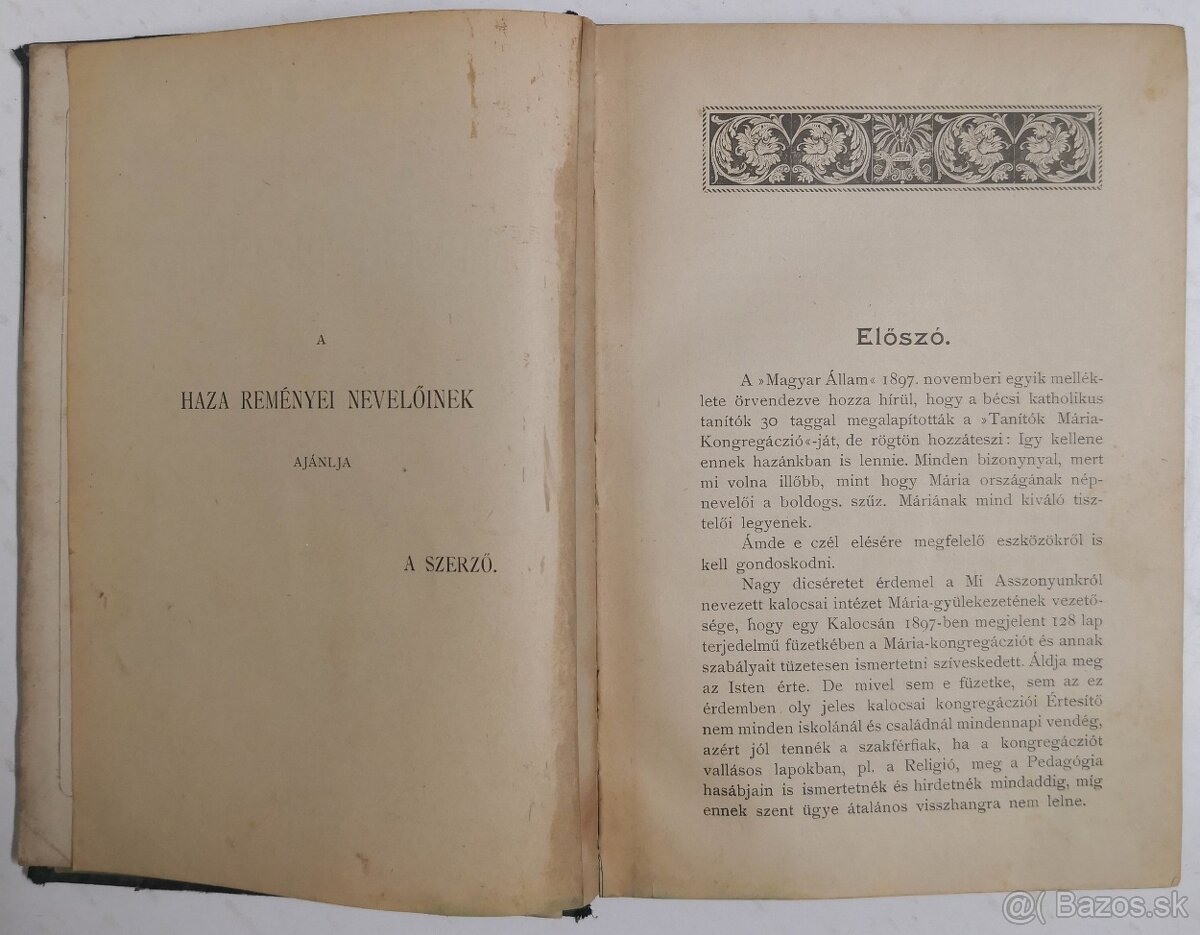 A
HAZA REMÉNYEI NEVELŐINEK
AJÁNLJA
A SZERZŐ.
Előszó.
A »Magyar Állam« 1897. novemberi egyik mellék-
lete örvendezve hozza hírül, hogy a bécsi katholikus
tanítók 30 taggal megalapították a »Tanítók Mária-
Kongregáczió«-ját, de rögtön hozzáteszi: Igy kellene
ennek hazánkban is lennie. Minden bizonynyal, mert
mi volna illőbb, mint hogy Mária országának nép-
nevelői a boldogs. szűz. Máriának mind kiváló tisz-
telői legyenek.
Ámde e czél elésére megfelelő eszközökről is
kell gondoskodni.
Nagy dicséretet érdemel a Mi Asszonyunkról
nevezett kalocsai intézet Mária-gyülekezetének vezető-
sége, hogy egy Kalocsán 1897-ben megjelent 128 lap
terjedelmű füzetkében a Mária-kongregácziót és annak
szabályait tüzetesen ismertetni szíveskedett. Áldja meg
az Isten érte. De mivel sem e füzetke, sem az ez
érdemben oly jeles kalocsai kongregácziói Értesítő
nem minden iskolánál és családnál mindennapi vendég,
azért jól tennék a szakférfiak, ha a kongregácziót
vallásos lapokban, pl. a Religió, meg a Pedagógia
hasábjain is ismertetnék és hirdetnék mindaddig, míg
ennek szent ügye átalános visszhangra nem lelne.
@( Bazos.sk